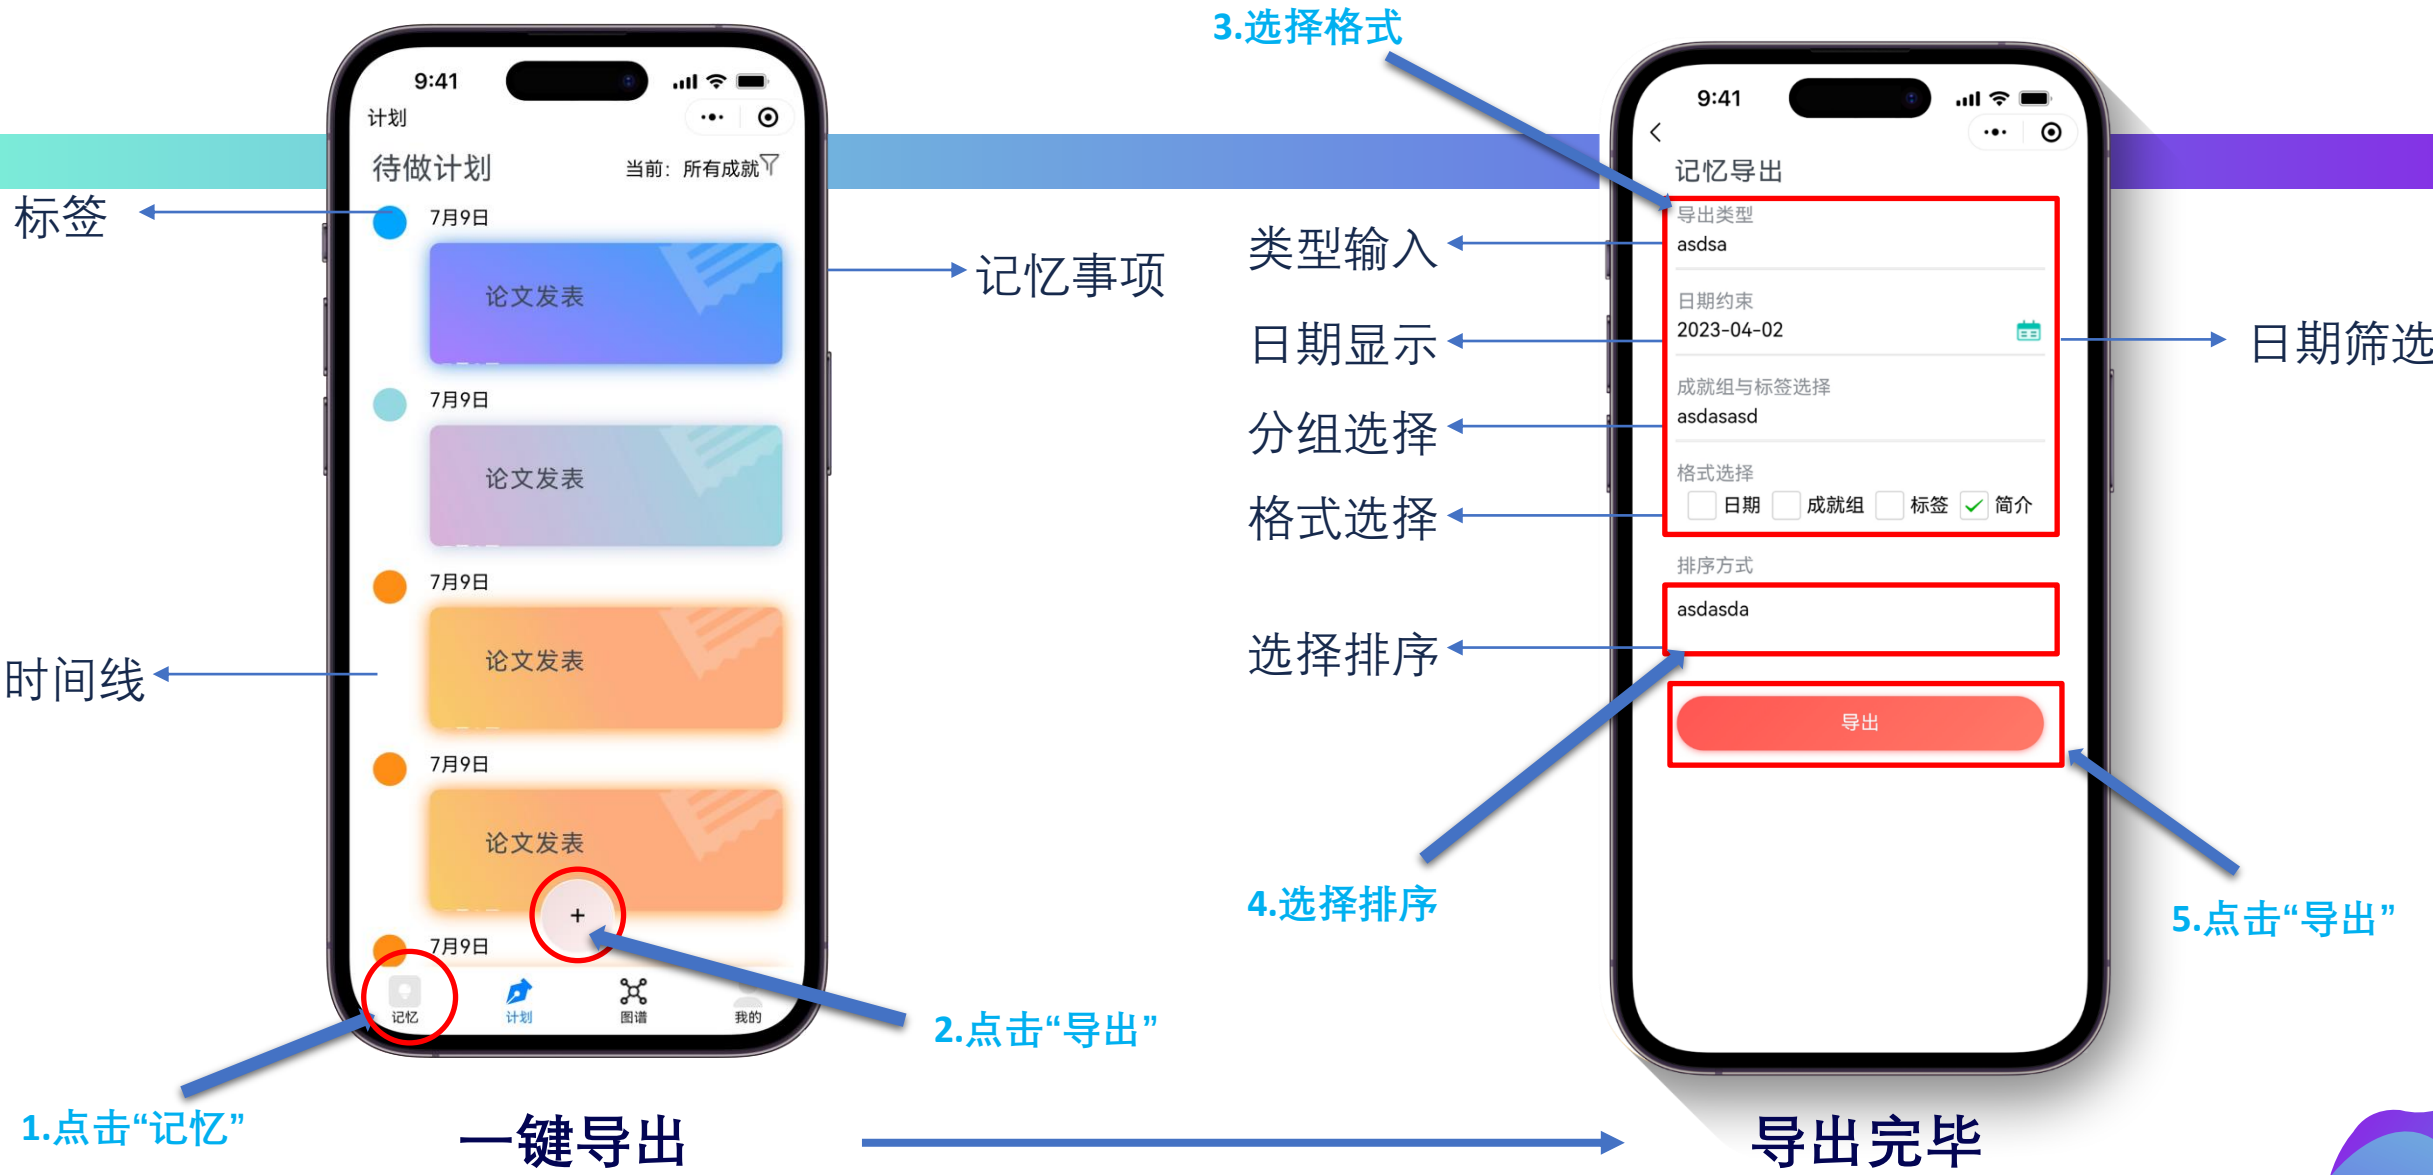 3.选择格式
9:41
计划
待做计划
当前：所有成就
标签
7月9日
论文发表
记忆事项
7月9日
论文发表
7月9日
论文发表
时间线
7月9日
论文发表
+
7月9日
记忆
计划
图谱
我的
1.点击“记忆”
2.点击“导出”
一键导出
9:41
记忆导出
导出类型
asdsa
类型输入
日期约束
2023-04-02
日期显示
日期筛选
成就组与标签选择
asdasasd
分组选择
格式选择
日期 成就组 标签 简介
格式选择
排序方式
asdasda
选择排序
导出
4.选择排序
5.点击“导出”
导出完毕